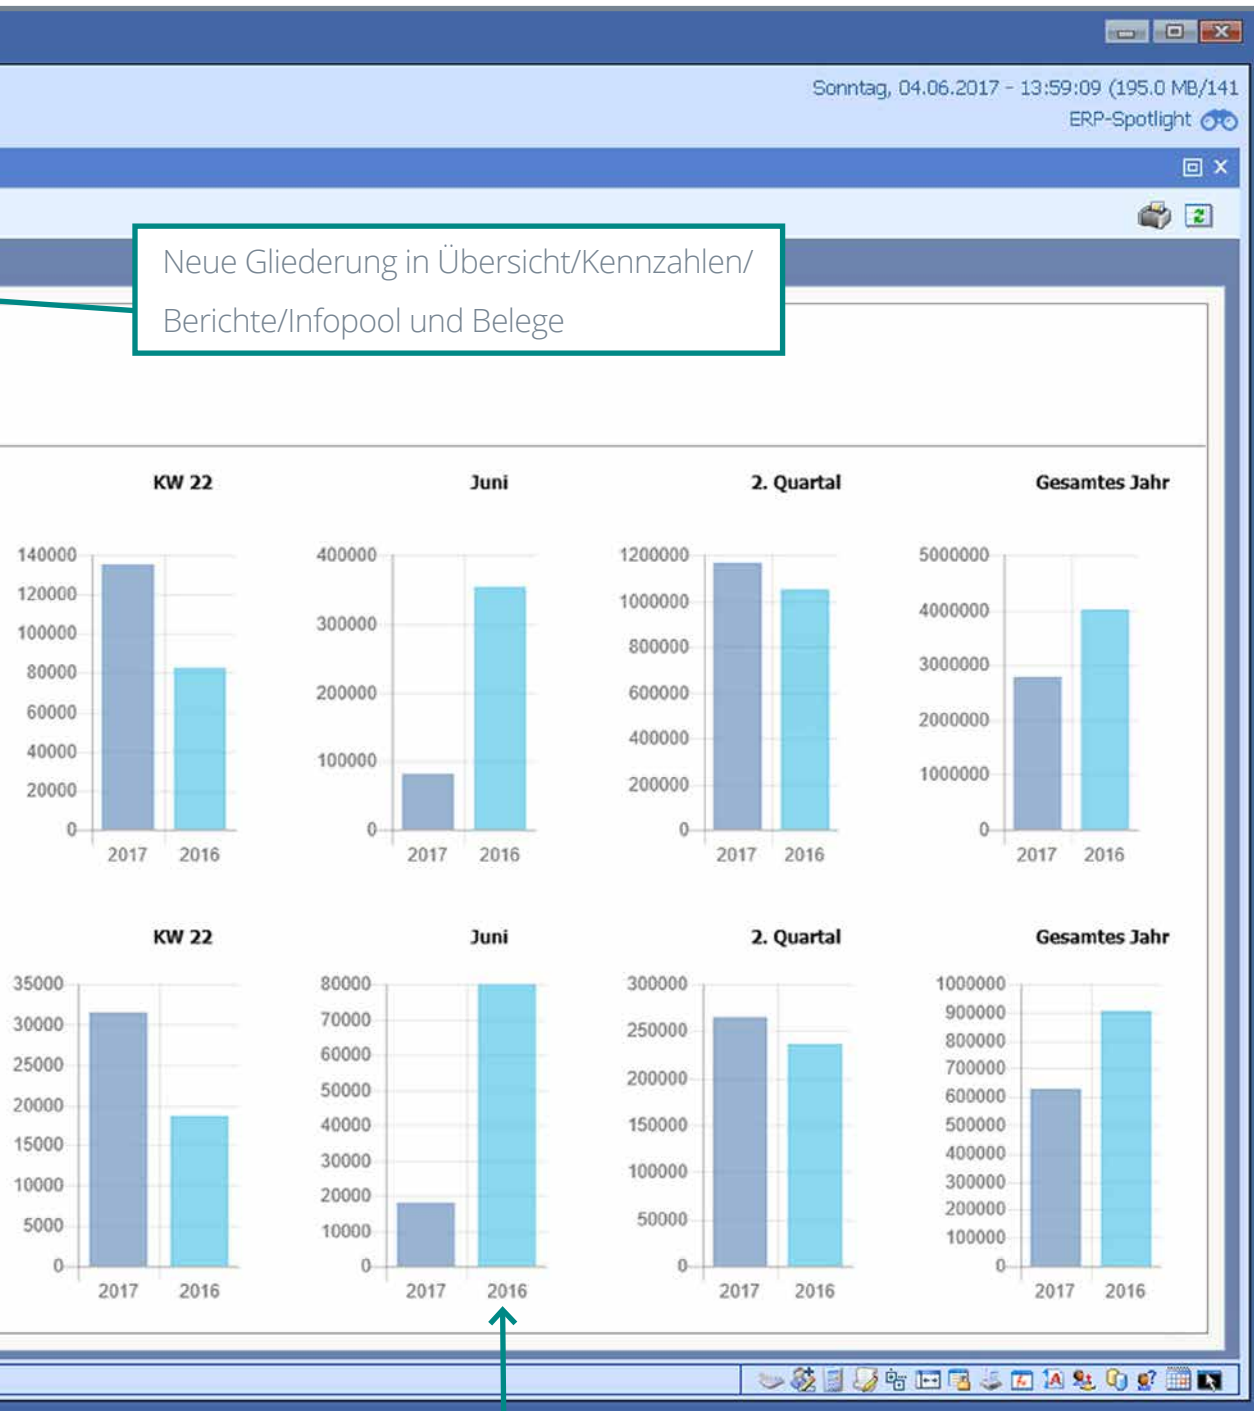 Sonntag, 04.06.2017 - 13:59:09 (195.0 MB/141
ERP-Spotlight
Neue Gliederung in Übersicht/Kennzahlen/
Berichte/Infopool und Belege
KW 22 Juni 2. Quartal Gesamtes Jahr
140000 400000 1200000 5000000
120000 1000000 4000000
100000 300000 800000 3000000
80000 200000 600000 2000000
60000 400000
40000 100000 200000 1000000
20000
0 0 0 0
2017 2016 2017 2016 2017 2016 2017 2016
KW 22 Juni 2. Quartal Gesamtes Jahr
35000 80000 300000 1000000
30000 70000 250000 900000
25000 60000 200000 800000
20000 50000 150000 700000
15000 40000 100000 600000
10000 30000 50000 500000
5000 20000 400000
10000 300000
200000
100000
0 0 0 0
2017 2016 2017 2016 2017 2016 2017 2016